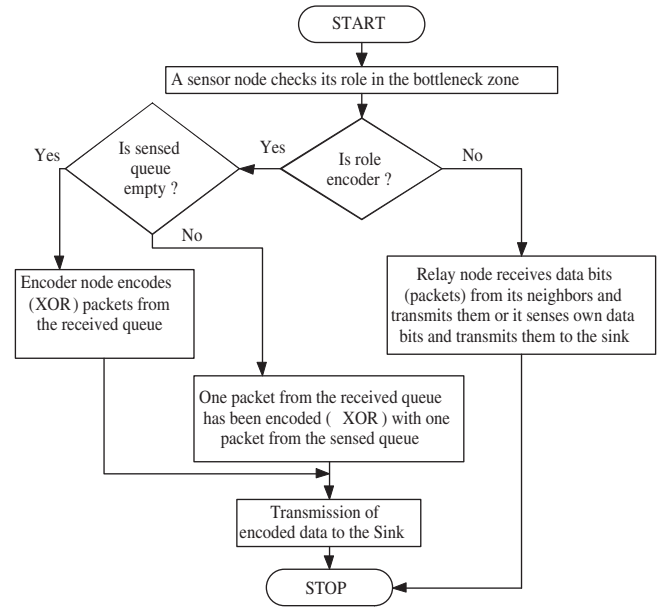 START
A sensor node checks its role in the bottleneck zone
Yes
Is sensed
queue
empty ?
Yes
Is role
encoder ?
No
No
Encoder node encodes
(XOR) packets from
the received queue
Relay node receives data bits
(packets) from its neighbors and
transmits them or it senses own data
bits and transmits them to the sink
One packet from the received queue
has been encoded ( XOR ) with one
packet from the sensed queue
Transmission of
encoded data to the Sink
STOP